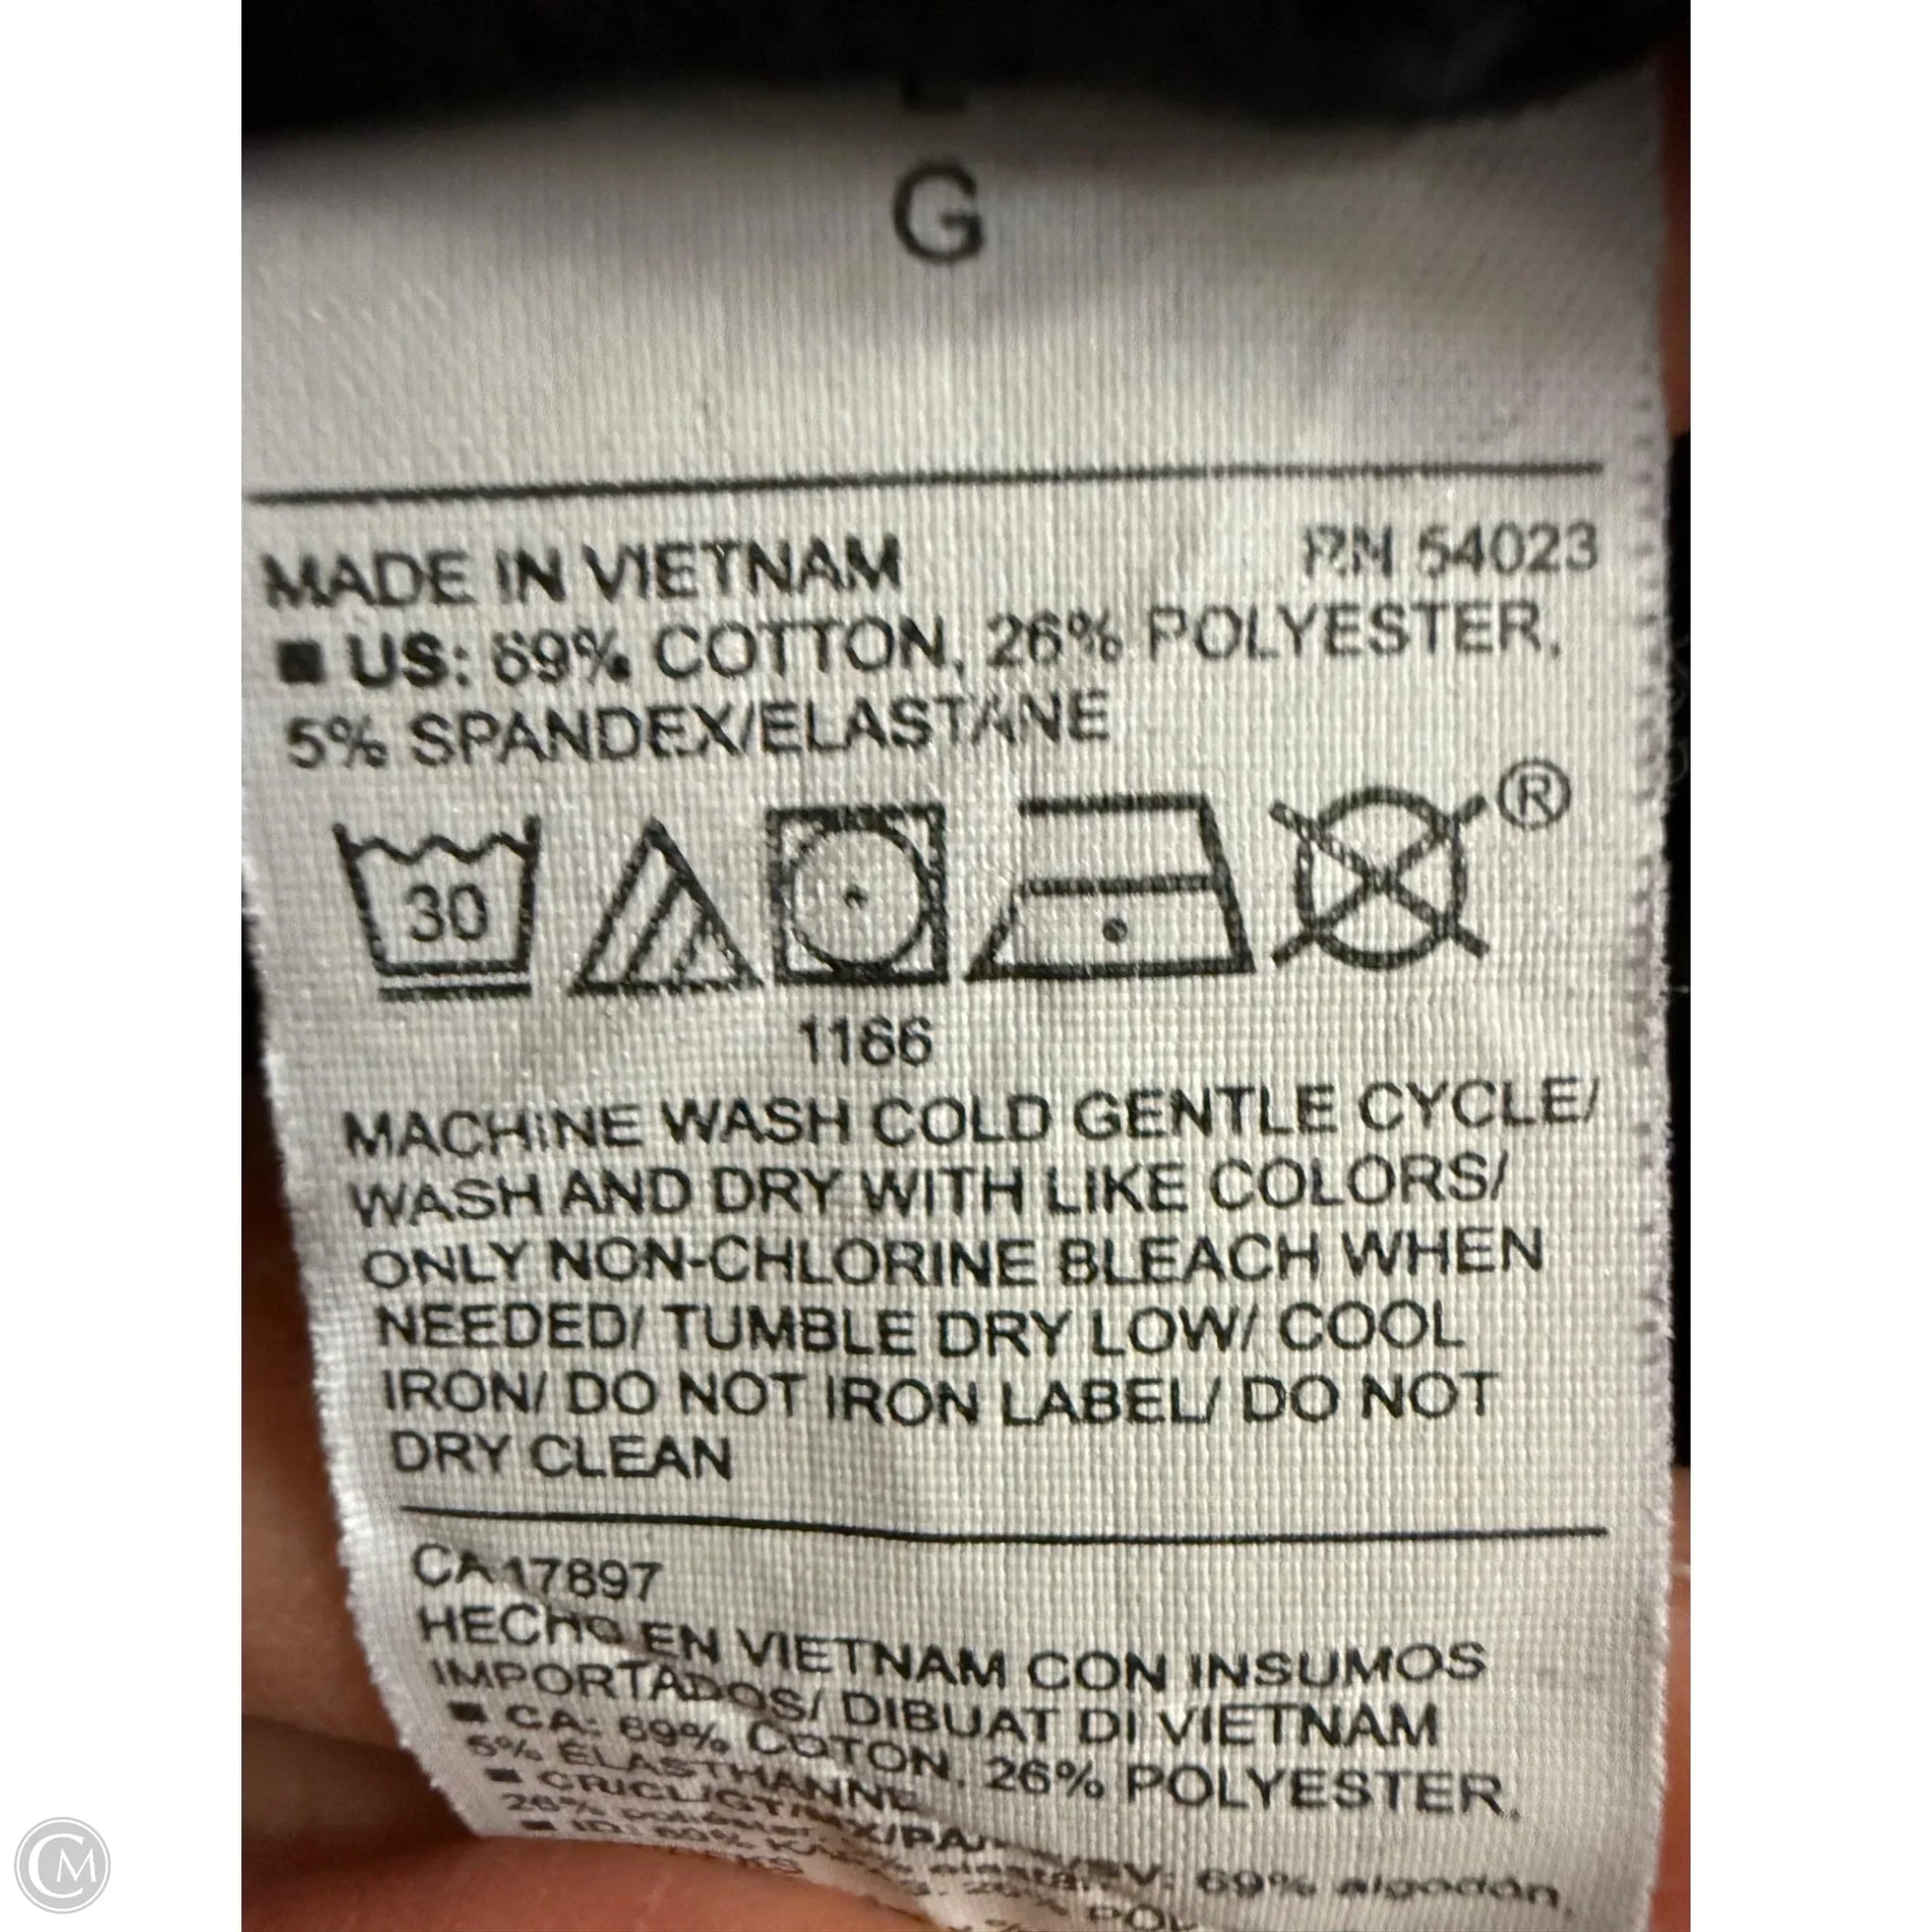 G
MADE IN VIETNAM RN 54023
■ US: 69% COTTON, 26% POLYESTER,
5% SPANDEX/ELASTANE
30
®
1166
MACHINE WASH COLD GENTLE CYCLE/
WASH AND DRY WITH LIKE COLORS/
ONLY NON-CHLORINE BLEACH WHEN
NEEDED/ TUMBLE DRY LOW/ COOL
IRON/ DO NOT IRON LABEL/ DO NOT
DRY CLEAN
CA 17897
HECHO EN VIETNAM CON INSUMOS
IMPORTADOS/ DIBUAT DI VIETNAM
■ CA: 69% COTON, 26% POLYESTER,
5% ÉLASTHANNE
69% algodón,
26%
CM